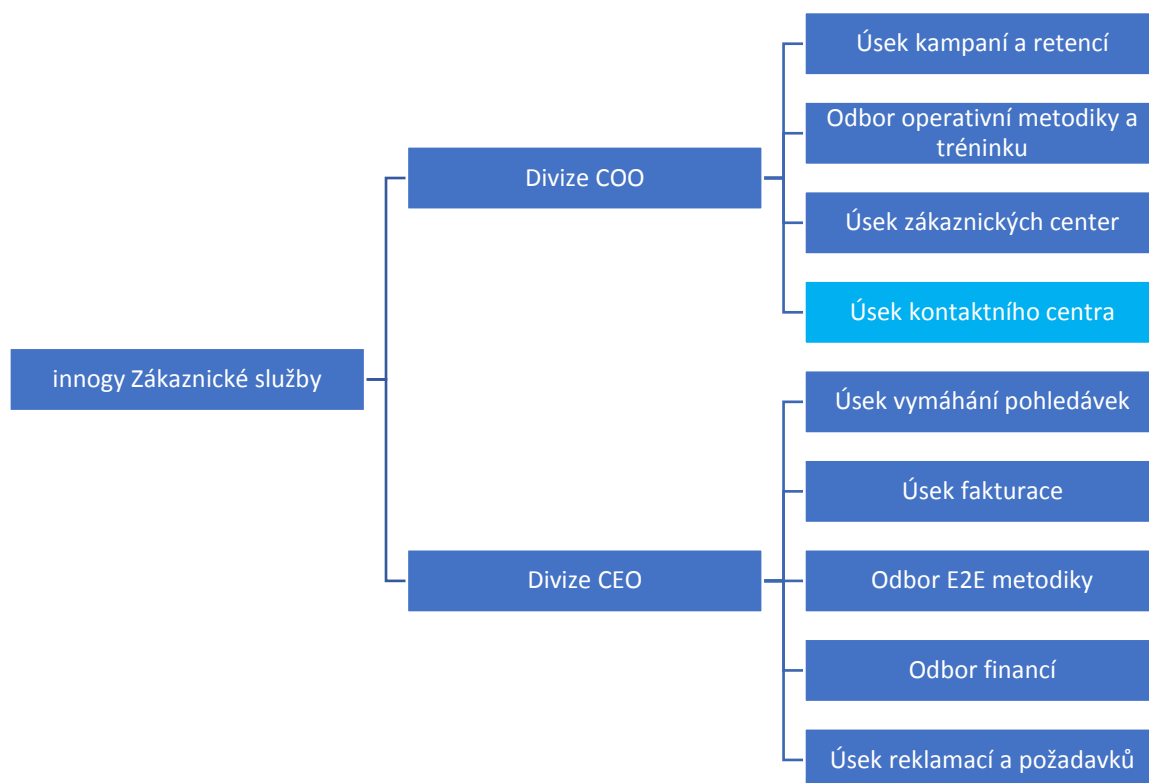 Úsek kampaní a retencí
Odbor operativní metodiky a
tréninku
Divize COO
Úsek zákaznických center
Úsek kontaktního centra
innogy Zákaznické služby
Úsek vymáhání pohledávek
Úsek fakturace
Divize CEO
Odbor E2E metodiky
Odbor financí
Úsek reklamací a požadavků